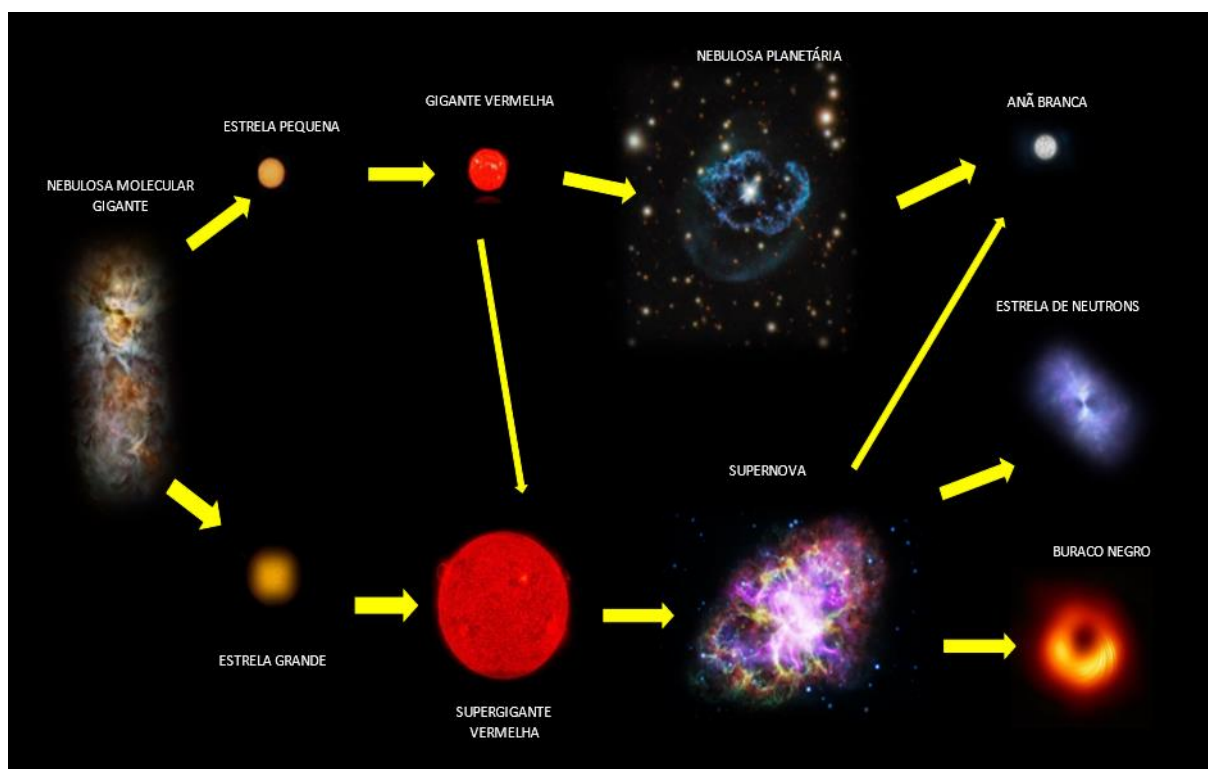 NEBULOSA PLANETÁRIA
GIGANTE VERMELHA
ANÃ BRANCA
ESTRELA PEQUENA
NEBULOSA MOLECULAR
GIGANTE
ESTRELA DE NEUTRONS
SUPERNOVA
BURACO NEGRO
ESTRELA GRANDE
SUPERGIGANTE
VERMELHA